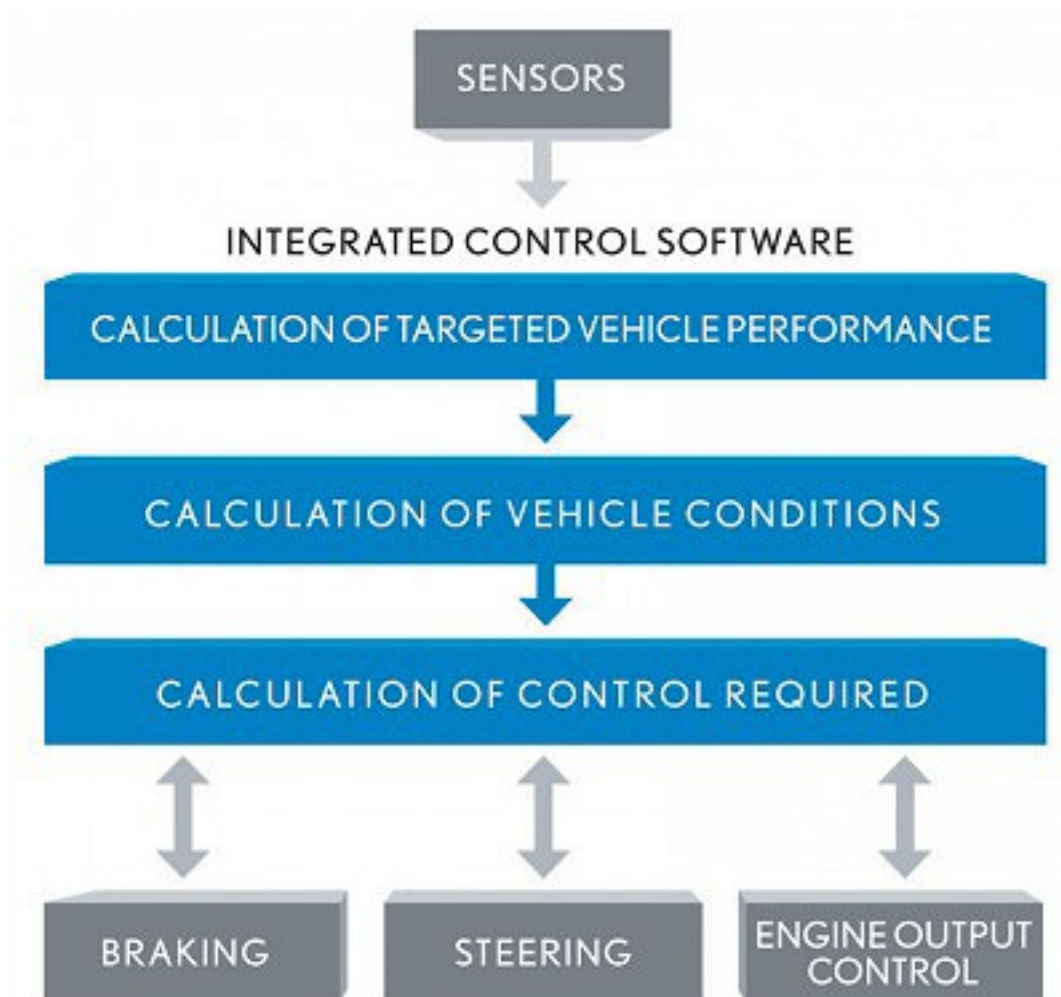 SENSORS
INTEGRATED CONTROL SOFTWARE
CALCULATION OF TARGETED VEHICLE PERFORMANCE
CALCULATION OF VEHICLE CONDITIONS
CALCULATION OF CONTROL REQUIRED
BRAKING
STEERING
ENGINE OUTPUT
CONTROL